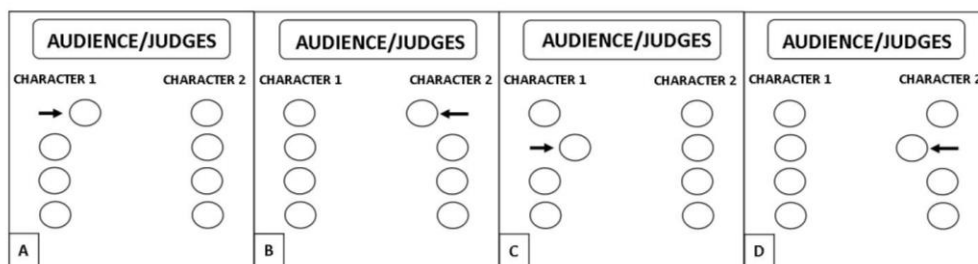 AUDIENCE/JUDGES
CHARACTER 1 CHARACTER 2
A
AUDIENCE/JUDGES
CHARACTER 1 CHARACTER 2
B
AUDIENCE/JUDGES
CHARACTER 1 CHARACTER 2
C
AUDIENCE/JUDGES
CHARACTER 1 CHARACTER 2
D